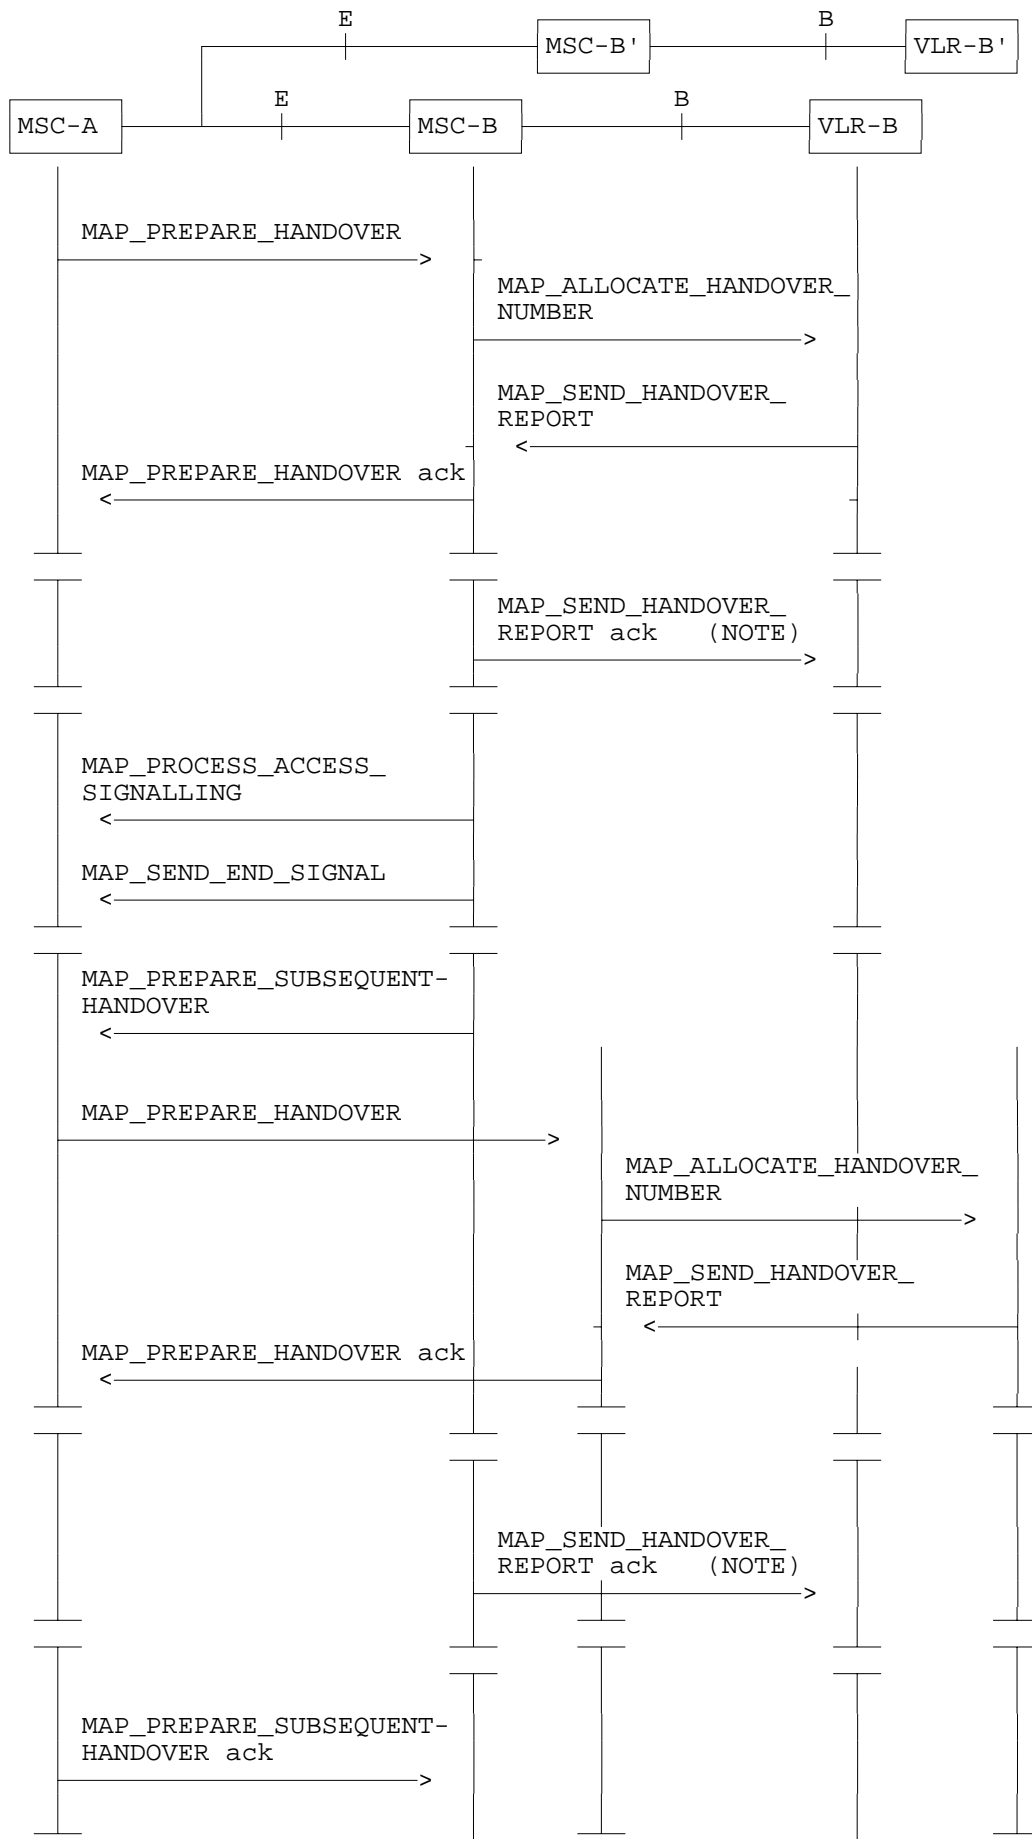 E
B
MSC-B'
VLR-B'
E
B
MSC-A
MSC-B
VLR-B
MAP_PREPARE_HANDOVER
MAP_ALLOCATE_HANDOVER_
NUMBER
MAP_SEND_HANDOVER_
REPORT
MAP_PREPARE_HANDOVER ack
MAP_SEND_HANDOVER_
REPORT ack (NOTE)
MAP_PROCESS_ACCESS_
SIGNALLING
MAP_SEND_END_SIGNAL
MAP_PREPARE_SUBSEQUENT-
HANDOVER
MAP_PREPARE_HANDOVER
MAP_ALLOCATE_HANDOVER_
NUMBER
MAP_SEND_HANDOVER_
REPORT
MAP_PREPARE_HANDOVER ack
MAP_SEND_HANDOVER_
REPORT ack (NOTE)
MAP_PREPARE_SUBSEQUENT-
HANDOVER ack